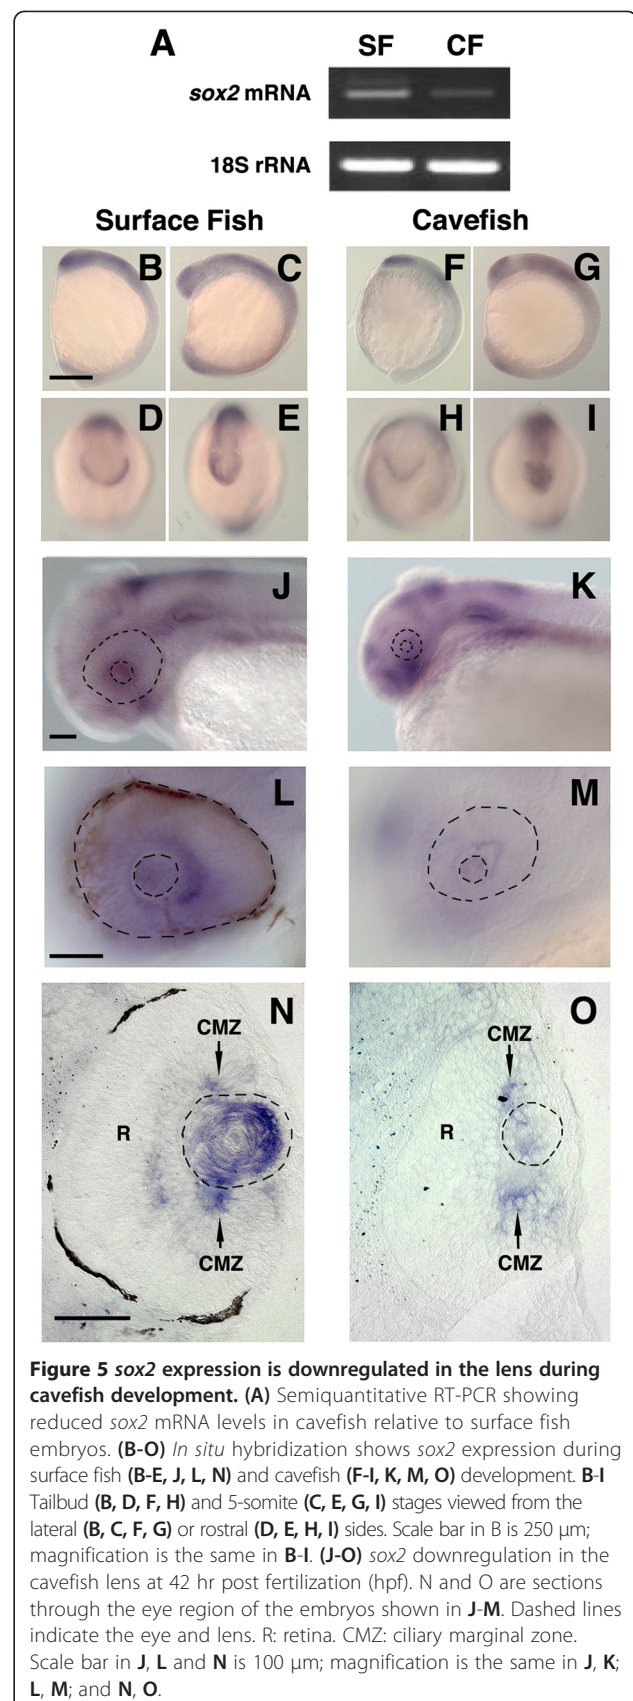 A
SF CF
sox2 mRNA
18S rRNA
Surface Fish Cavefish
B C F G
D E H I
J K
L M
N O
CMZ CMZ
R R
CMZ CMZ
Figure 5 sox2 expression is downregulated in the lens during
cavefish development. (A) Semiquantitative RT-PCR showing
reduced sox2 mRNA levels in cavefish relative to surface fish
embryos. (B-O) In situ hybridization shows sox2 expression during
surface fish (B-E, J, L, N) and cavefish (F-I, K, M, O) development. B-I
Tailbud (B, D, F, H) and 5-somite (C, E, G, I) stages viewed from the
lateral (B, C, F, G) or rostral (D, E, H, I) sides. Scale bar in B is 250 μm;
magnification is the same in B-I. (J-O) sox2 downregulation in the
cavefish lens at 42 hr post fertilization (hpf). N and O are sections
through the eye region of the embryos shown in J-M. Dashed lines
indicate the eye and lens. R: retina. CMZ: ciliary marginal zone.
Scale bar in J, L and N is 100 μm; magnification is the same in J, K;
L, M; and N, O.